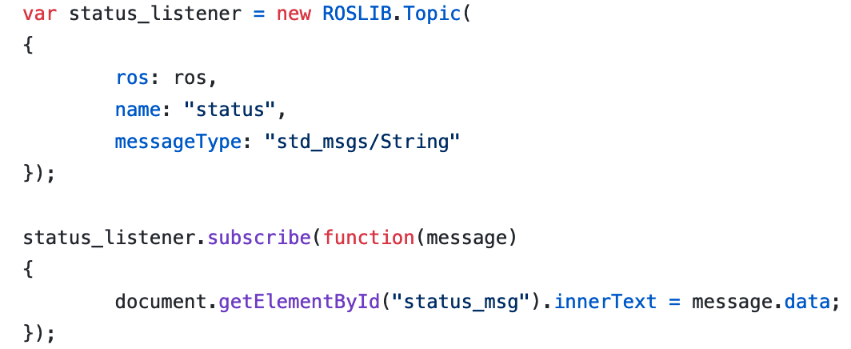 var status_listener = new ROSLIB.Topic(
{
        ros: ros,
        name: "status",
        messageType: "std_msgs/String"
});

status_listener.subscribe(function(message)
{
        document.getElementById("status_msg").innerText = message.data;
});